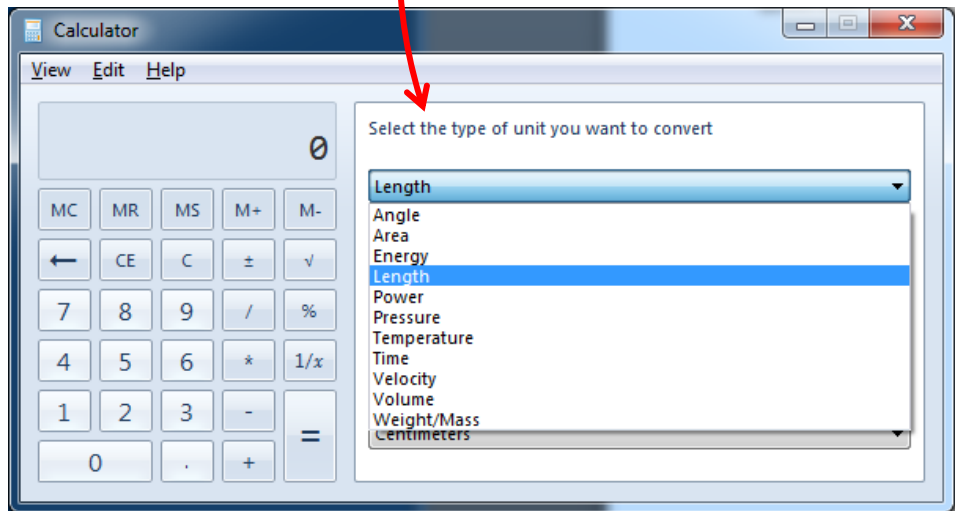 Calculator
View Edit Help
0
MC MR MS M+ M-
← CE C ± √
7 8 9 / %
4 5 6 * 1/x
1 2 3 - =
0 . +
Select the type of unit you want to convert
Length
Angle
Area
Energy
Length
Power
Pressure
Temperature
Time
Velocity
Volume
Weight/Mass
Centimeters